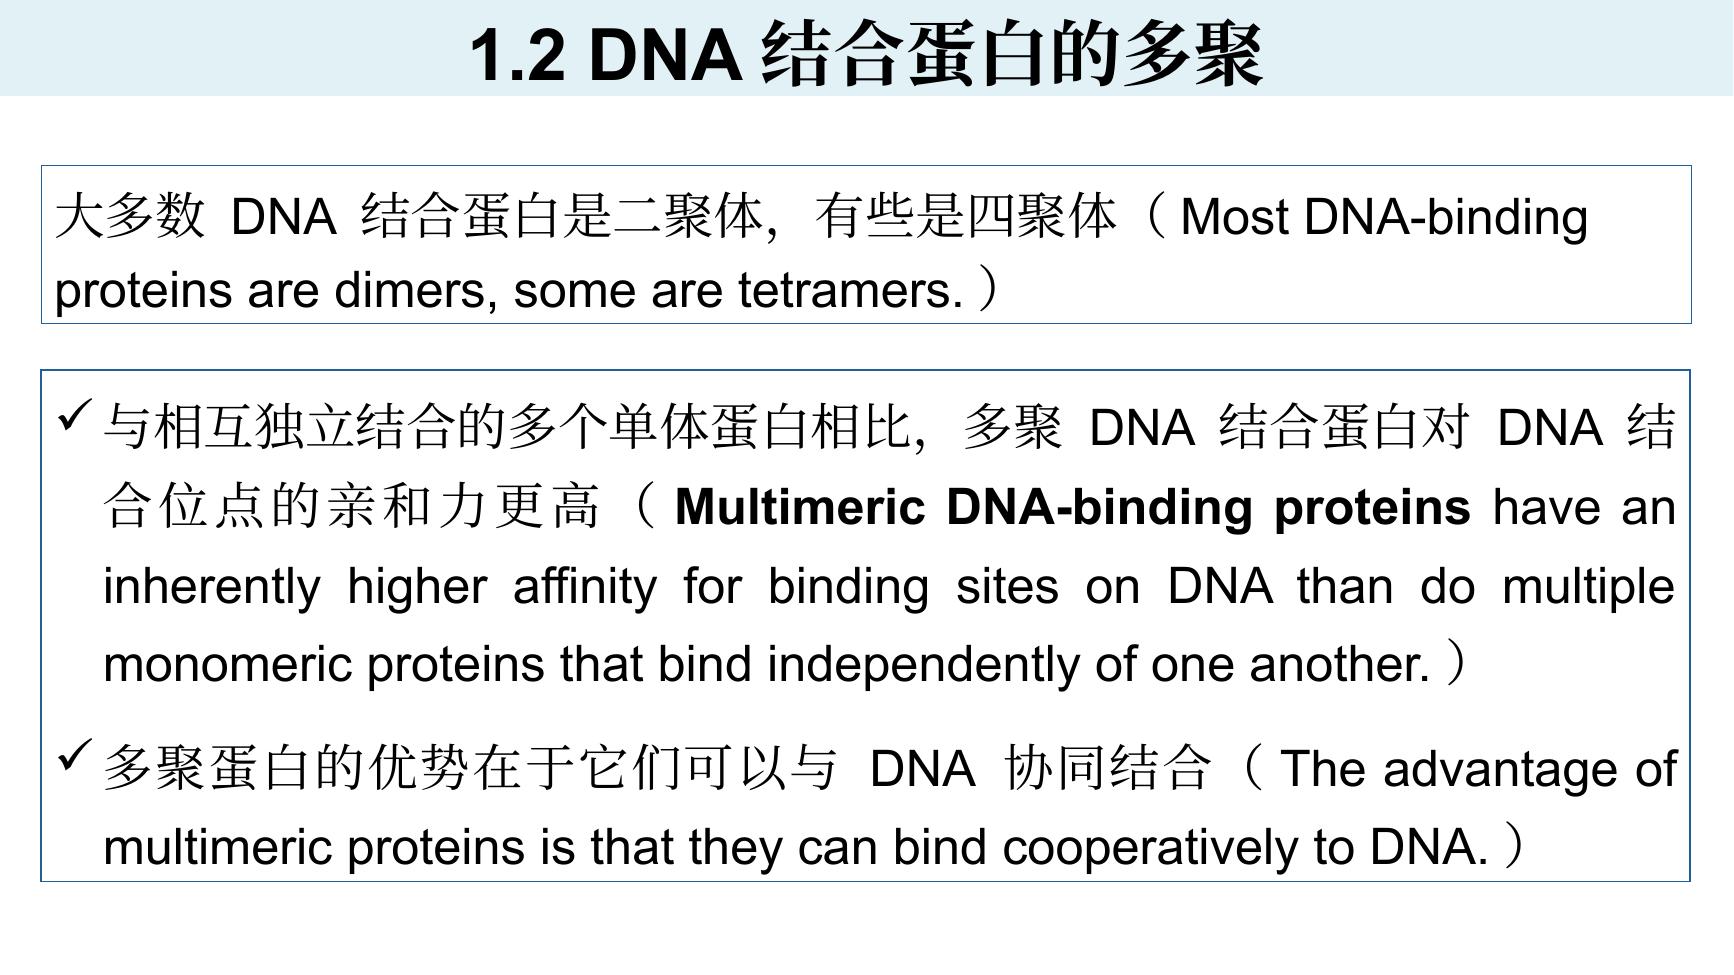 1.2 DNA 结合蛋白的多聚
大多数 DNA 结合蛋白是二聚体，有些是四聚体（Most DNA-binding
proteins are dimers, some are tetramers.）
✓与相互独立结合的多个单体蛋白相比，多聚 DNA 结合蛋白对 DNA 结
合位点的亲和力更高（Multimeric DNA-binding proteins have an
inherently higher affinity for binding sites on DNA than do multiple
monomeric proteins that bind independently of one another.）
✓多聚蛋白的优势在于它们可以与 DNA 协同结合（The advantage of
multimeric proteins is that they can bind cooperatively to DNA.）